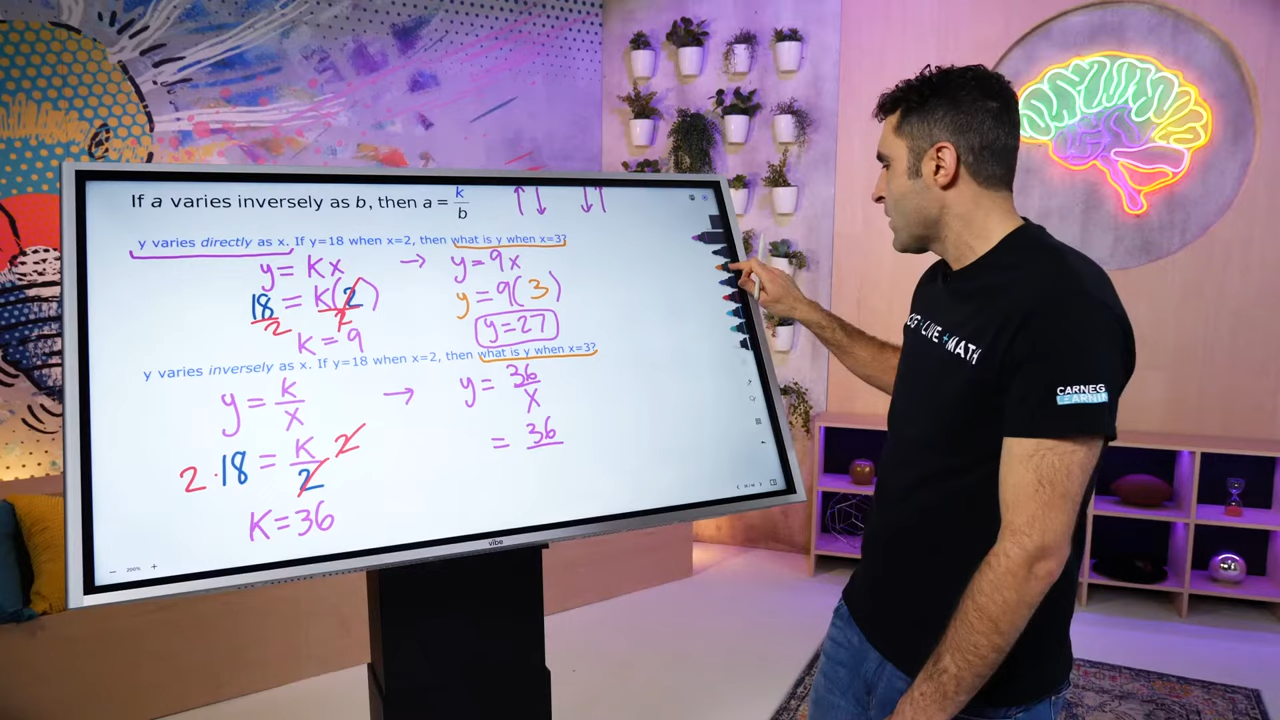 If a varies inversely as b, then a = k/b ↑↓ ↓↑
y varies directly as x. If y=18 when x=2, then what is y when x=3?
y = kx → y = 9x
18 = k(2) y = 9(3)
2 2
k = 9 y = 27
y varies inversely as x. If y=18 when x=2, then what is y when x=3?
y = k/x → y = 36/x
2·18 = k/2 2 = 36
K = 36
200%
vibe
LIVE + MATH
CARNEG
LEARNIN